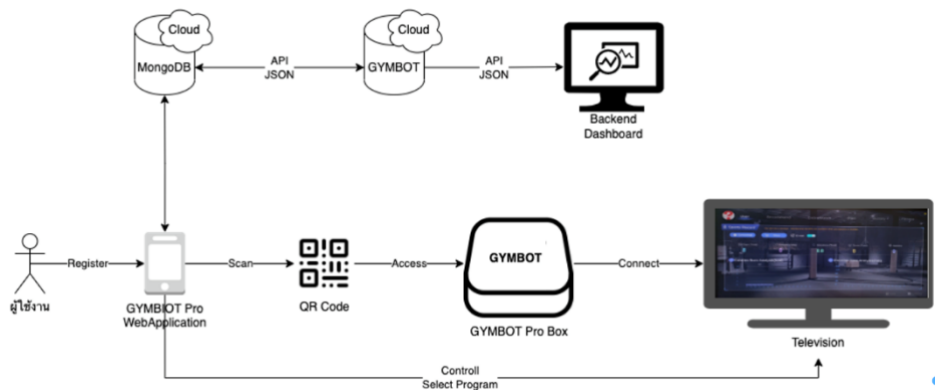 Cloud
MongoDB
API
JSON
Cloud
GYMBOT
API
JSON
Backend
Dashboard
ผู้ใช้งาน
Register
GYMBIOT Pro
WebApplication
Scan
QR Code
Access
GYMBOT
GYMBOT Pro Box
Connect
Television
Controll
Select Program